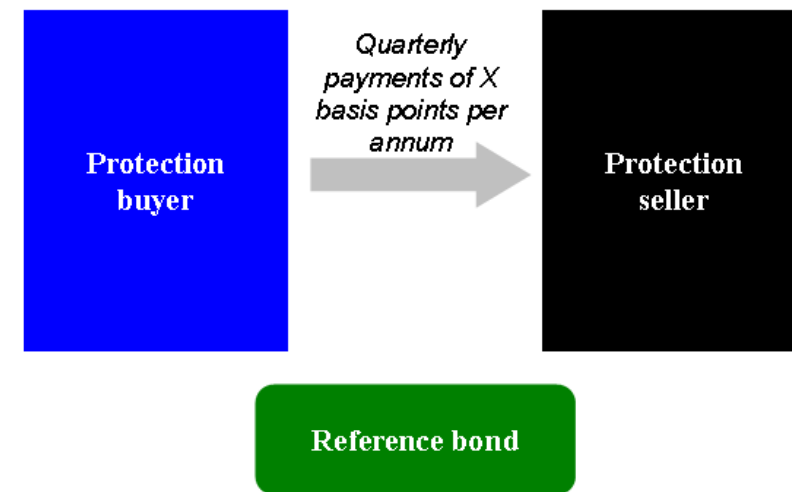 Protection
buyer
Quarterly
payments of X
basis points per
annum
Protection
seller
Reference bond